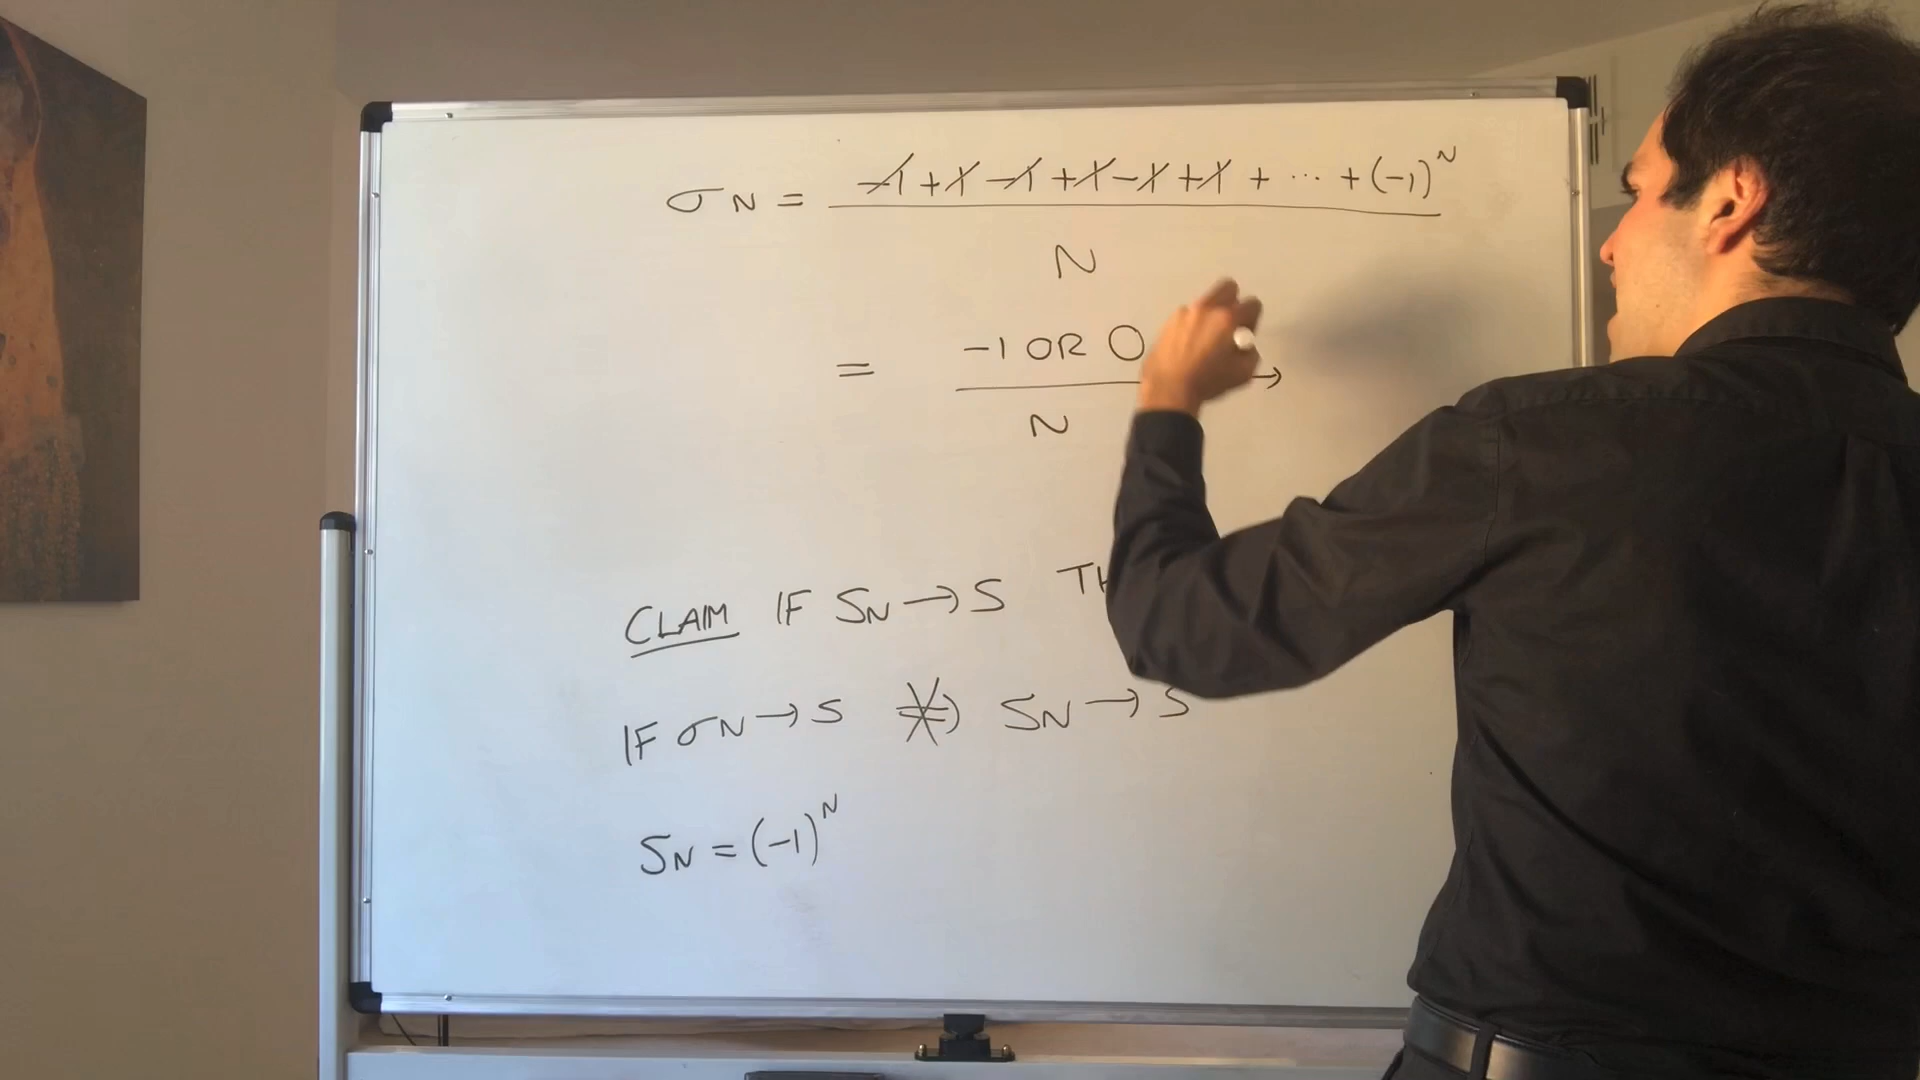 σN = -1+1-1+1-1+1+ ... +(-1)^N
N
= -1 OR 0 →
N
CLAIM IF SN → S
IF σN → S ⇏ SN → S
SN = (-1)^N